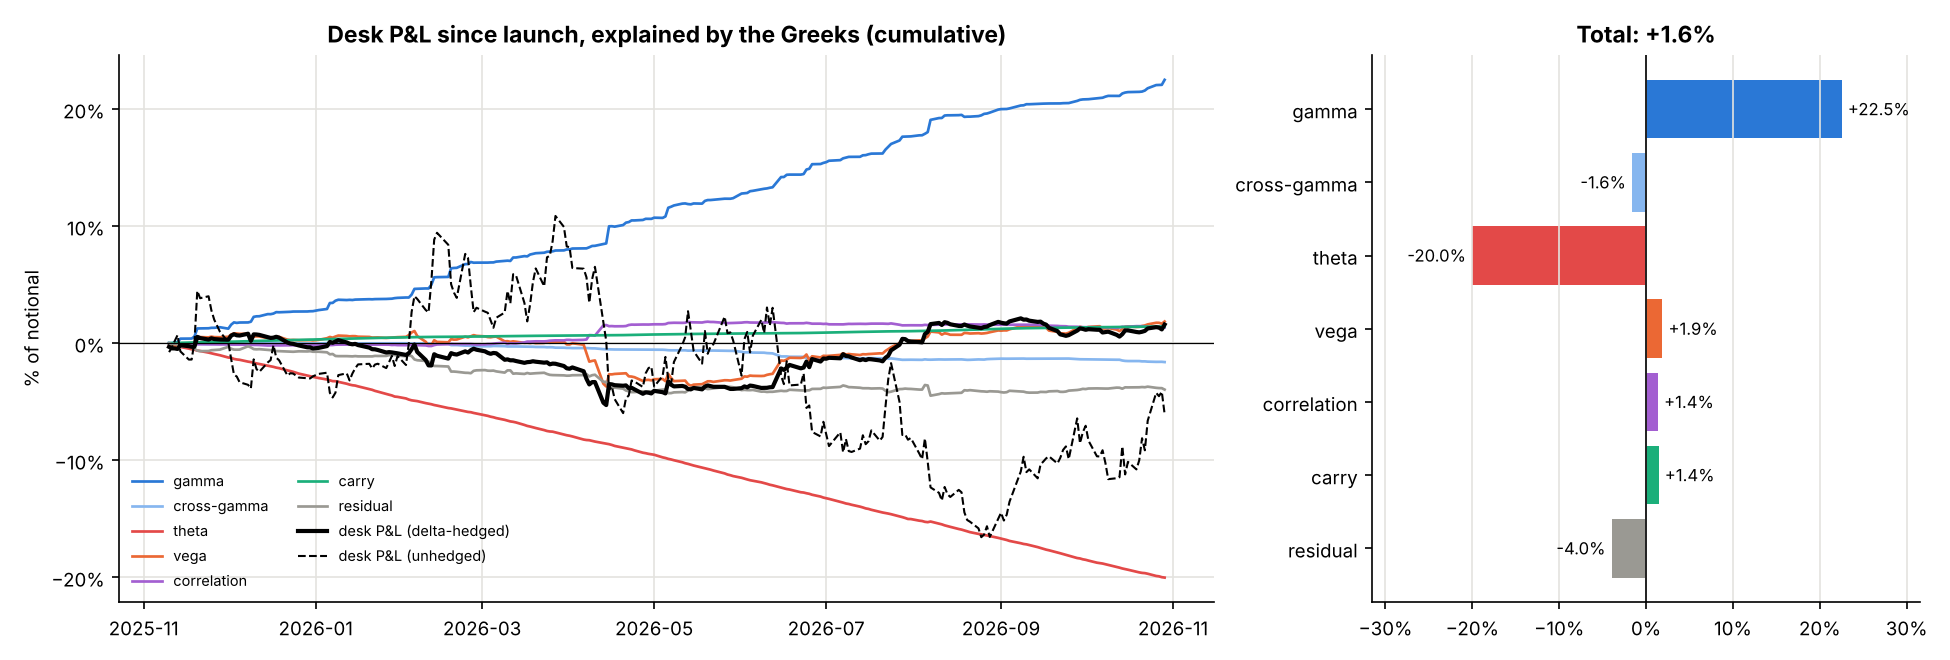 Desk P&L since launch, explained by the Greeks (cumulative)
% of notional
20%
10%
0%
−10%
−20%
2025-11
2026-01
2026-03
2026-05
2026-07
2026-09
2026-11
gamma
cross-gamma
theta
vega
correlation
carry
residual
desk P&L (delta-hedged)
desk P&L (unhedged)
Total: +1.6%
gamma
+22.5%
cross-gamma
-1.6%
theta
-20.0%
vega
+1.9%
correlation
+1.4%
carry
+1.4%
residual
-4.0%
−30%
−20%
−10%
0%
10%
20%
30%